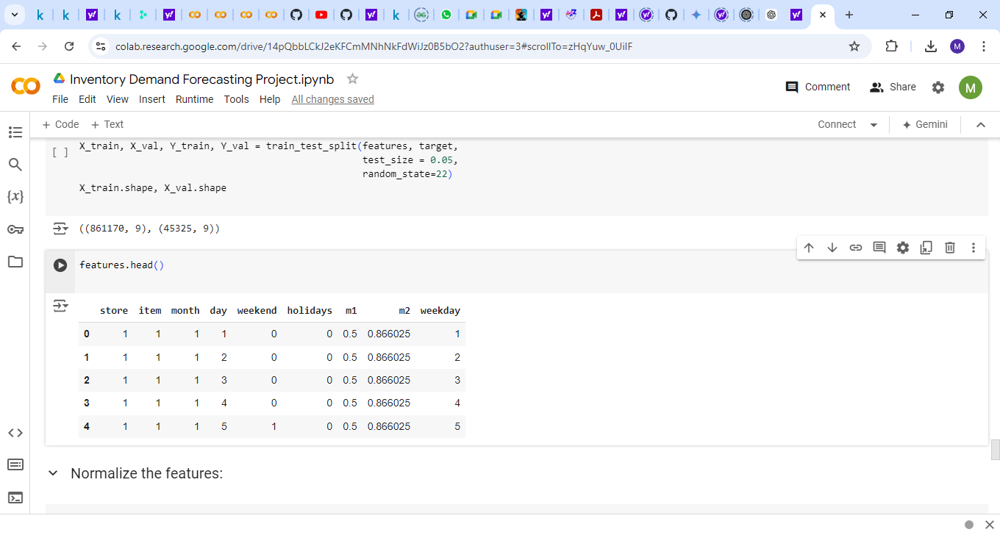 colab.research.google.com/drive/14pQbbLCkJ2eKFCmMNhNkFdWiJz0B5bO2?authuser=3#scrollTo=zHqYuw_0UiIF
M
Inventory Demand Forecasting Project.ipynb
File Edit View Insert Runtime Tools Help All changes saved
Comment Share M
+ Code + Text Connect Gemini
[ ] X_train, X_val, Y_train, Y_val = train_test_split(features, target,
test_size = 0.05,
random_state=22)
X_train.shape, X_val.shape
{x}
((861170, 9), (45325, 9))
features.head()
store item month day weekend holidays m1 m2 weekday
0 1 1 1 1 0 0 0.5 0.866025 1
1 1 1 1 2 0 0 0.5 0.866025 2
2 1 1 1 3 0 0 0.5 0.866025 3
3 1 1 1 4 0 0 0.5 0.866025 4
4 1 1 1 5 1 0 0.5 0.866025 5
Normalize the features: